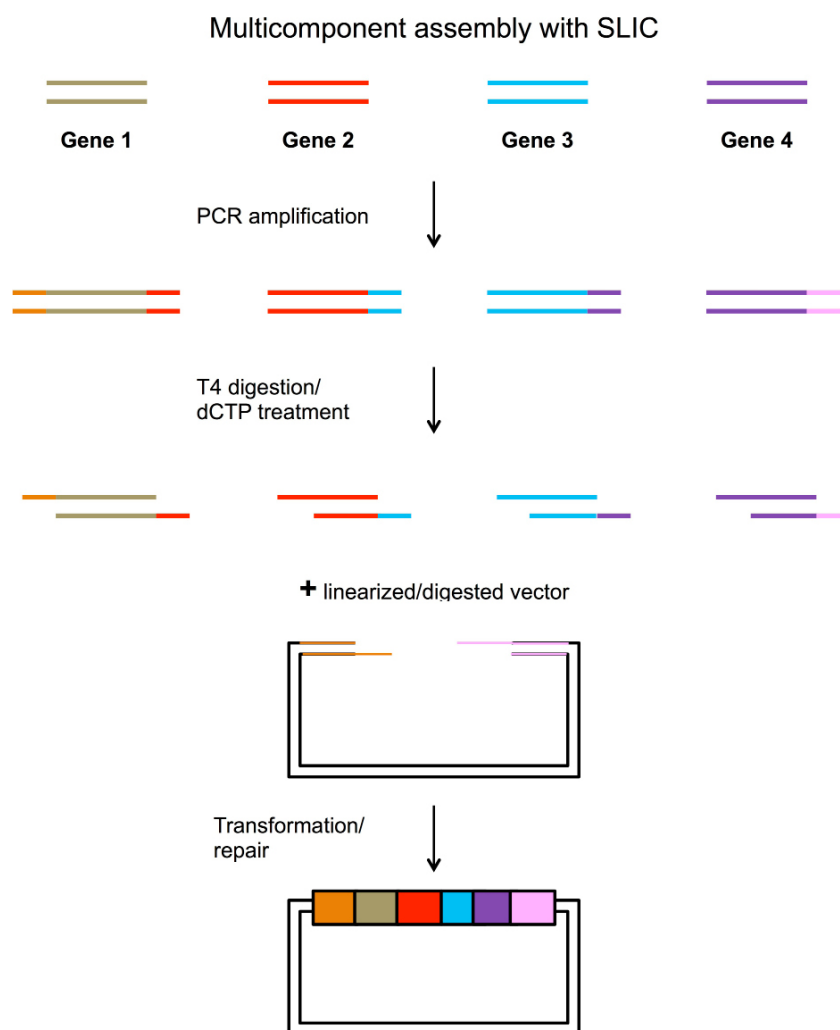 Multicomponent assembly with SLIC
Gene 1
Gene 2
Gene 3
Gene 4
PCR amplification
T4 digestion/
dCTP treatment
+ linearized/digested vector
Transformation/
repair